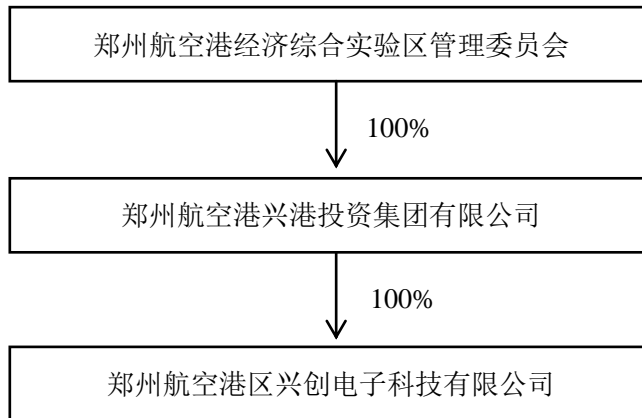 郑州航空港经济综合实验区管理委员会
100%
郑州航空港兴港投资集团有限公司
100%
郑州航空港区兴创电子科技有限公司